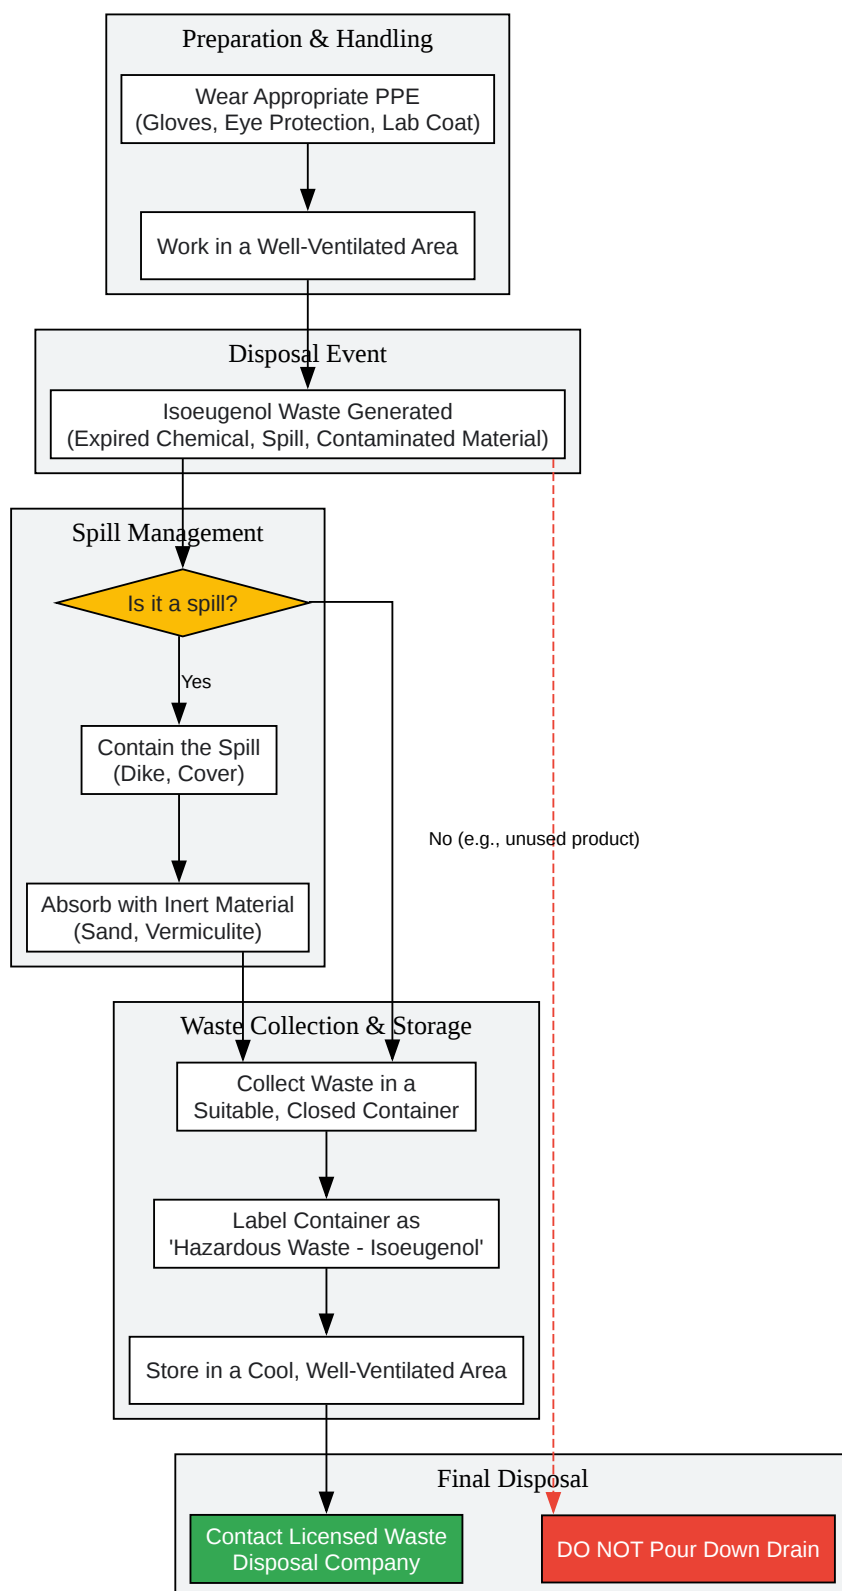 Preparation & Handling
Wear Appropriate PPE
(Gloves, Eye Protection, Lab Coat)
Work in a Well-Ventilated Area
Disposal Event
Isoeugenol Waste Generated
(Expired Chemical, Spill, Contaminated Material)
Spill Management
Is it a spill?
Yes
Contain the Spill
(Dike, Cover)
No (e.g., unused product)
Absorb with Inert Material
(Sand, Vermiculite)
Waste Collection & Storage
Collect Waste in a
Suitable, Closed Container
Label Container as
'Hazardous Waste - Isoeugenol'
Store in a Cool, Well-Ventilated Area
Final Disposal
Contact Licensed Waste
Disposal Company
DO NOT Pour Down Drain